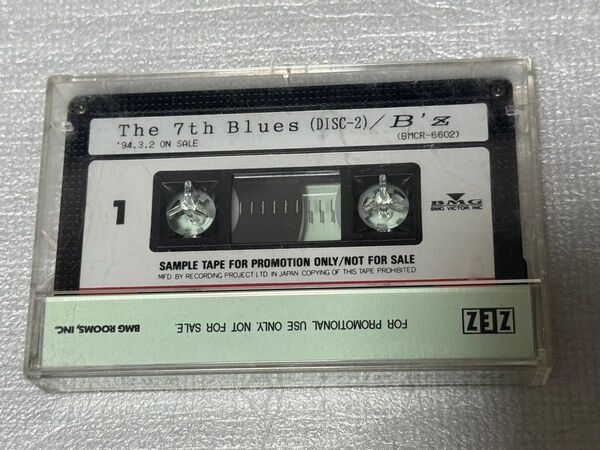 The 7th Blues (DISC-2) / B'z
'94.3.2 ON SALE
(BMCR-6602)
1
BMG
BMG VICTOR, INC.
SAMPLE TAPE FOR PROMOTION ONLY/NOT FOR SALE
MFD BY RECORDING PROJECT LTD IN JAPAN COPYING OF THIS TAPE PROHIBITED
BMG ROOMS, INC.
FOR PROMOTIONAL USE ONLY. NOT FOR SALE.
ZEZ